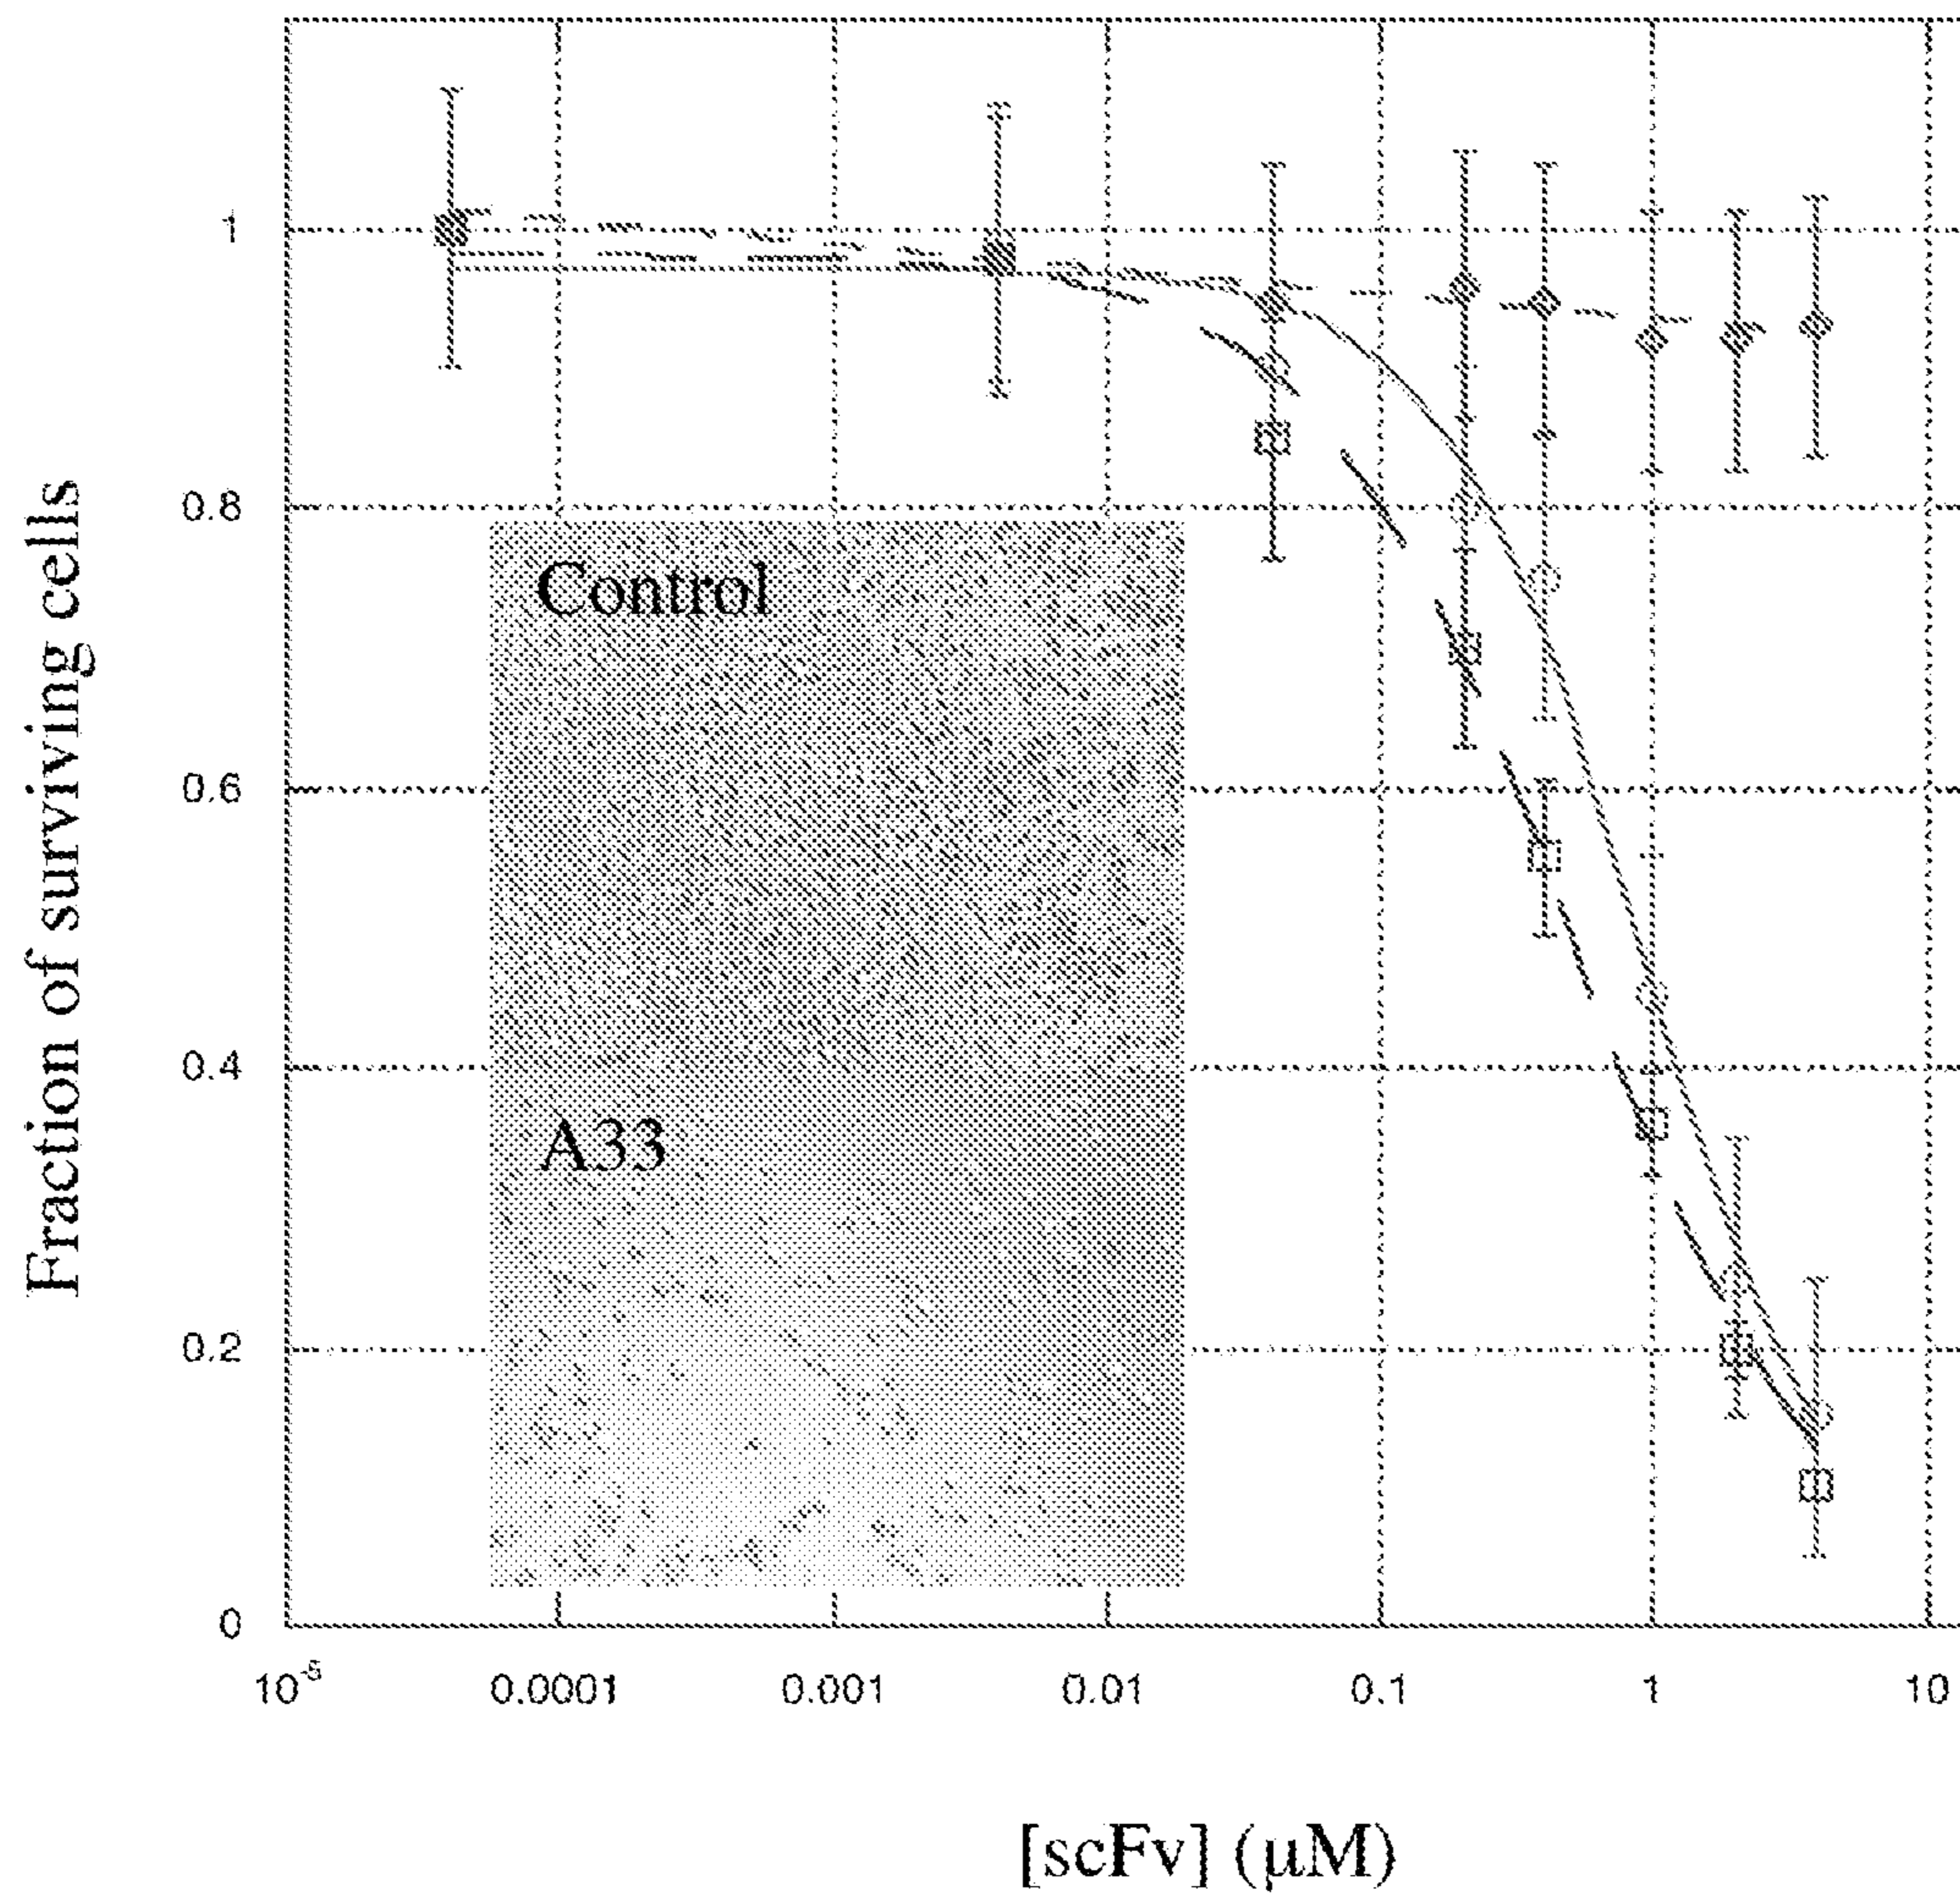 Fraction of surviving cells
1
0.8
0.6
0.4
0.2
0
Control
A33
10⁻⁵ 0.0001 0.001 0.01 0.1 1 10
[scFv] (µM)